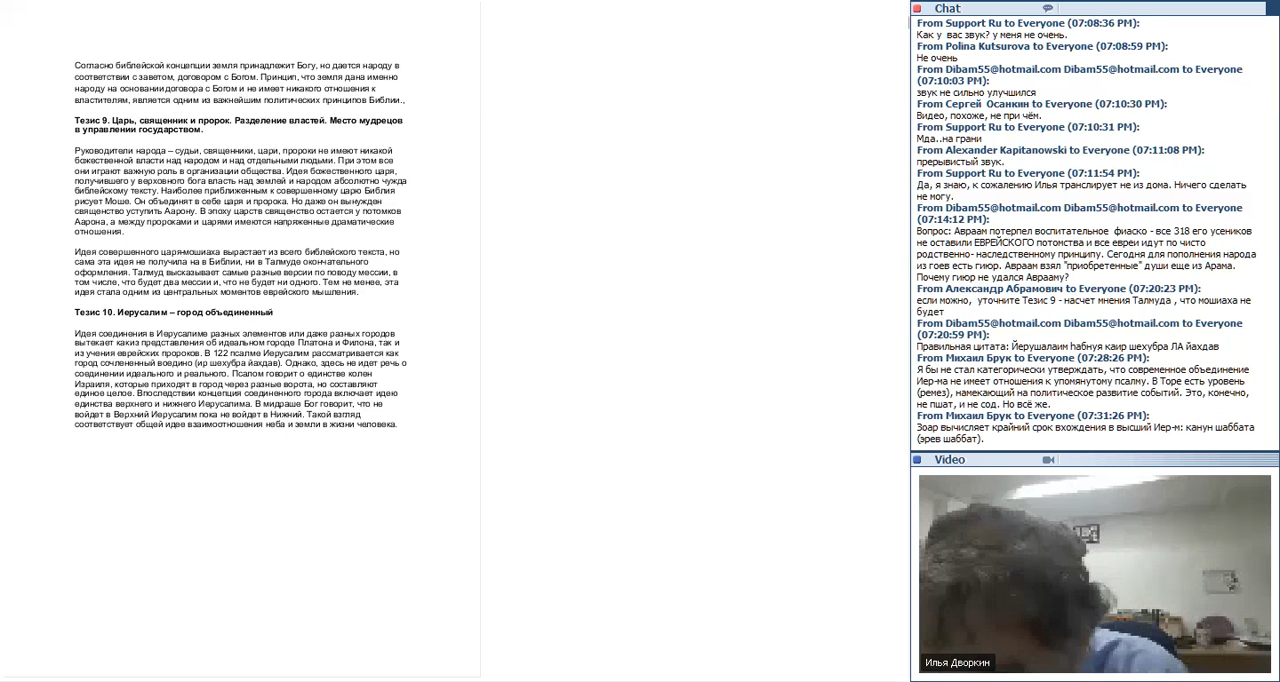 Согласно библейской концепции земля принадлежит Богу, но дается народу в
соответствии с заветом, договором с Богом. Принцип, что земля дана именно
народу на основании договора с Богом и не имеет никакого отношения к
властителям, является одним из важнейшим политических принципов Библии.,
Тезис 9. Царь, священник и пророк. Разделение властей. Место мудрецов
в управлении государством.
Руководители народа – судьи, священники, цари, пророки не имеют никакой
божественной власти над народом и над отдельными людьми. При этом все
они играют важную роль в организации общества. Идея божественного царя,
получившего у верховного бога власть над землей и народом абсолютно чужда
библейскому тексту. Наиболее приближенным к совершенному царю Библия
рисует Моше. Он объединят в себе царя и пророка. Но даже он вынужден
священство уступить Аарону. В эпоху царств священство остается у потомков
Аарона, а между пророками и царями имеются напряженные драматические
отношения.
Идея совершенного царя-мошиаха вырастает из всего библейского текста, но
сама эта идея не получила на в Библии, ни в Талмуде окончательного
оформления. Талмуд высказывает самые разные версии по поводу мессии, в
том числе, что будет два мессии и, что не будет ни одного. Тем не менее, эта
идея стала одним из центральных моментов еврейского мышления.
Тезис 10. Иерусалим – город объединенный
Идея соединения в Иерусалиме разных элементов или даже разных городов
вытекает какиз представления об идеальном городе Платона и Филона, так и
из учения еврейских пророков. В 122 псалме Иерусалим рассматривается как
город сочлененный воедино (ир шехубра йахдав). Однако, здесь не идет речь о
соединении идеального и реального. Псалом говорит о единстве колен
Израиля, которые приходят в город через разные ворота, но составляют
единое целое. Впоследствии концепция соединенного города включает идею
единства верхнего и нижнего Иерусалима. В мидраше Бог говорит, что не
войдет в Верхний Иерусалим пока не войдет в Нижний. Такой взгляд
соответствует общей идее взаимоотношения неба и земли в жизни человека.
Chat
From Support Ru to Everyone (07:08:36 PM):
Как у вас звук? у меня не очень.
From Polina Kutsurova to Everyone (07:08:59 PM):
Не очень
From Dibam55@hotmail.com Dibam55@hotmail.com to Everyone
(07:10:03 PM):
звук не сильно улучшился
From Сергей Осанкин to Everyone (07:10:30 PM):
Видео, похоже, не при чём.
From Support Ru to Everyone (07:10:31 PM):
Мда..на грани
From Alexander Kapitanowski to Everyone (07:11:08 PM):
прерывистый звук.
From Support Ru to Everyone (07:11:54 PM):
Да, я знаю, к сожалению Илья транслирует не из дома. Ничего сделать
не могу.
From Dibam55@hotmail.com Dibam55@hotmail.com to Everyone
(07:14:12 PM):
Вопрос: Авраам потерпел воспитательное фиаско - все 318 его усеников
не оставили ЕВРЕЙСКОГО потомства и все евреи идут по чисто
родственно- наследственному принципу. Сегодня для пополнения народа
из гоев есть гиюр. Авраам взял "приобретенные" души еще из Арама.
Почему гиюр не удался Аврааму?
From Александр Абрамович to Everyone (07:20:23 PM):
если можно, уточните Тезис 9 - насчет мнения Талмуда , что мошиаха не
будет
From Dibam55@hotmail.com Dibam55@hotmail.com to Everyone
(07:20:59 PM):
Правильная цитата: Йерушалаим hабнуя каир шехубра ЛА йахдав
From Михаил Брук to Everyone (07:28:26 PM):
Я бы не стал категорически утверждать, что современное объединение
Иер-ма не имеет отношения к упомянутому псалму. В Торе есть уровень
(ремез), намекающий на политическое развитие событий. Это, конечно,
не пшат, и не сод. Но всё же.
From Михаил Брук to Everyone (07:31:26 PM):
Зоар вычисляет крайний срок вхождения в высший Иер-м: канун шаббата
(эрев шаббат).
Video
Илья Дворкин